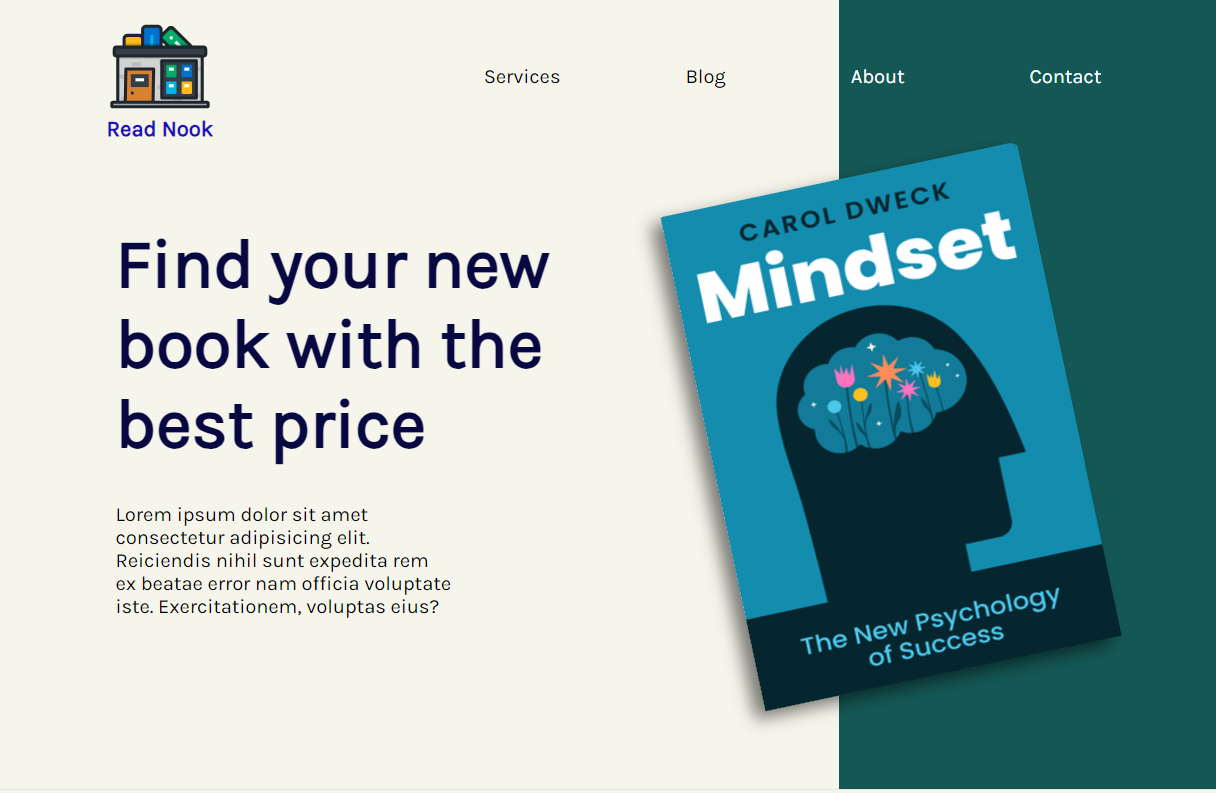 Services
Blog
About
Contact
Read Nook
Find your new
book with the
best price
Lorem ipsum dolor sit amet
consectetur adipisicing elit.
Reiciendis nihil sunt expedita rem
ex beatae error nam officia voluptate
iste. Exercitationem, voluptas eius?
CAROL DWECK
Mindset
The New Psychology
of Success